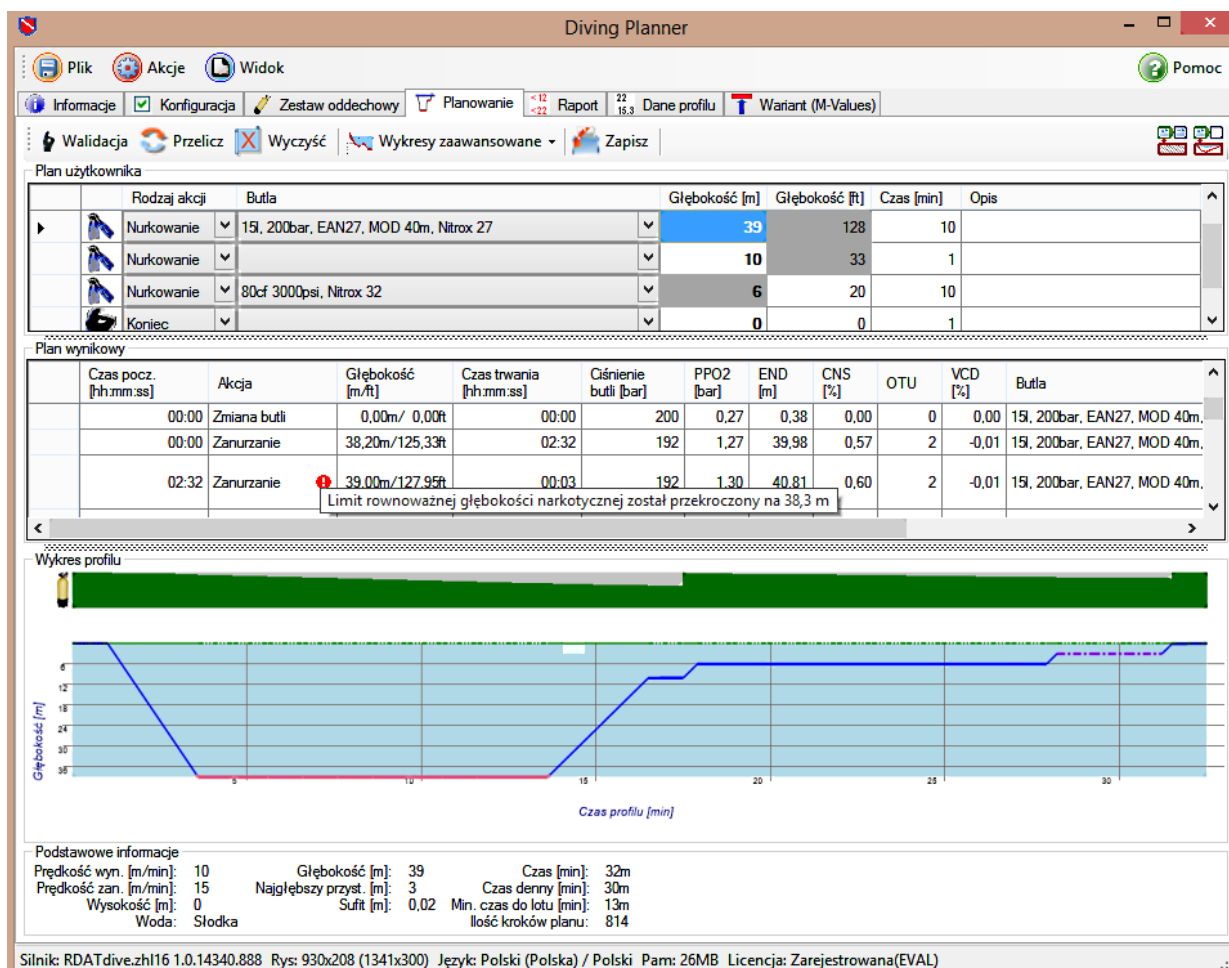 Diving Planner
Plik Akcje Widok Pomoc
Informacje Konfiguracja Zestaw oddechowy Planowanie <12 <22 Raport 22 15,3 Dane profilu Wariant (M-Values)
Walidacja Przelicz Wyczyść Wykresy zaawansowane Zapisz
Plan użytkownika
Rodzaj akcji Butla Głębokość [m] Głębokość [ft] Czas [min] Opis
Nurkowanie 15l, 200bar, EAN27, MOD 40m, Nitrox 27 39 128 10
Nurkowanie 10 33 1
Nurkowanie 80cf 3000psi, Nitrox 32 6 20 10
Koniec 0 0 1
Plan wynikowy
Czas pocz. [hh:mm:ss] Akcja Głębokość [m/ft] Czas trwania [hh:mm:ss] Ciśnienie butli [bar] PPO2 [bar] END [m] CNS [%] OTU VCD [%] Butla
00:00 Zmiana butli 0,00m/ 0,00ft 00:00 200 0,27 0,38 0,00 0 0,00 15l, 200bar, EAN27, MOD 40m,
00:00 Zanurzanie 38,20m/125,33ft 02:32 192 1,27 39,98 0,57 2 -0,01 15l, 200bar, EAN27, MOD 40m,
02:32 Zanurzanie 39,00m/127,95ft 00:03 192 1,30 40,81 0,60 2 -0,01 15l, 200bar, EAN27, MOD 40m,
Limit rownoważnej głębokości narkotycznej został przekroczony na 38,3 m
Wykres profilu
6
12
18
24
30
36
Głębokość [m]
5 10 15 20 25 30
Czas profilu [min]
Podstawowe informacje
Prędkość wyn. [m/min]: 10 Głębokość [m]: 39 Czas [min]: 32m
Prędkość zan. [m/min]: 15 Najgłębszy przyst. [m]: 3 Czas denny [min]: 30m
Wysokość [m]: 0 Sufit [m]: 0,02 Min. czas do lotu [min]: 13m
Woda: Słodka Ilość kroków planu: 814
Silnik: RDATdive.zhl16 1.0.14340.888 Rys: 930x208 (1341x300) Język: Polski (Polska) / Polski Pam: 26MB Licencja: Zarejestrowana(EVAL)